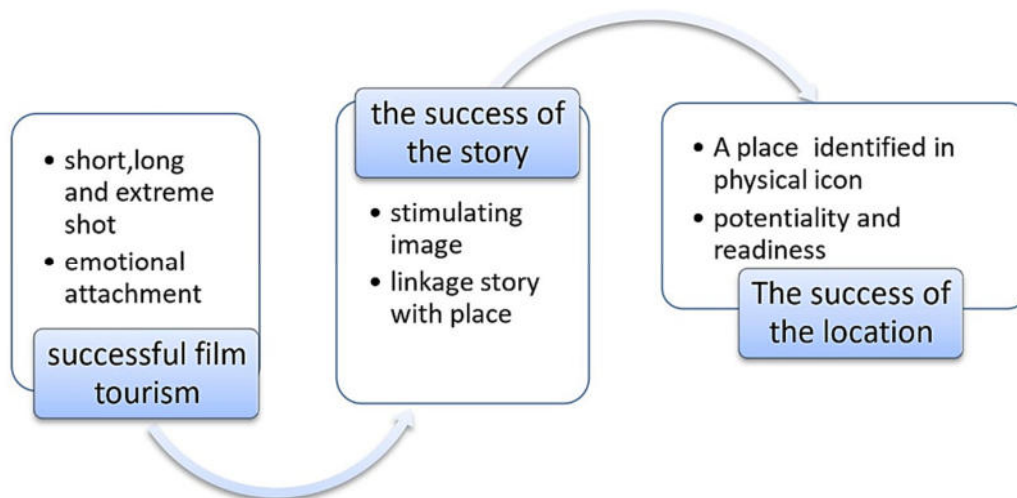 • short,long
and extreme
shot
• emotional
attachment
successful film
tourism
the success of
the story
• stimulating
image
• linkage story
with place
• A place  identified in
physical icon
• potentiality and
readiness
The success of
the location